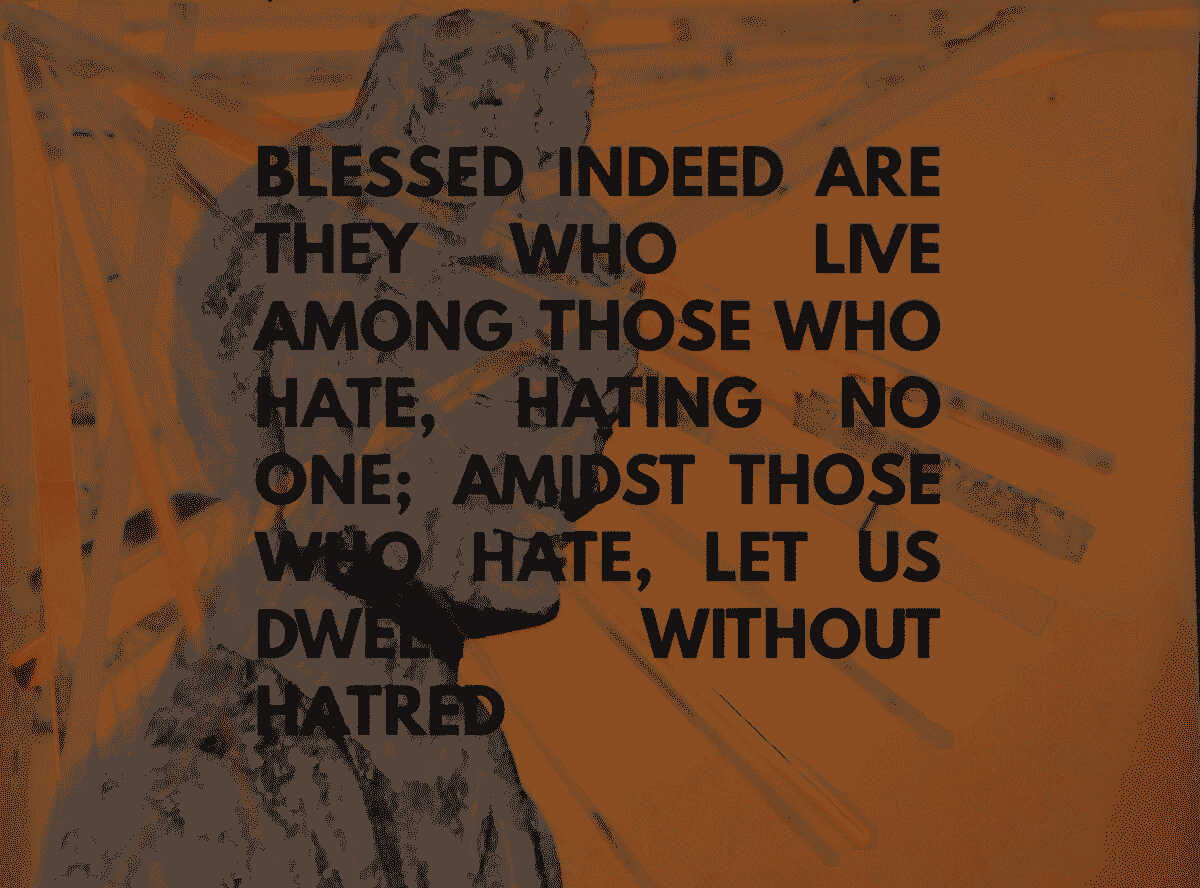 BLESSED INDEED ARE
THEY WHO LIVE
AMONG THOSE WHO
HATE, HATING NO
ONE; AMIDST THOSE
WHO HATE, LET US
DWELL WITHOUT
HATRED